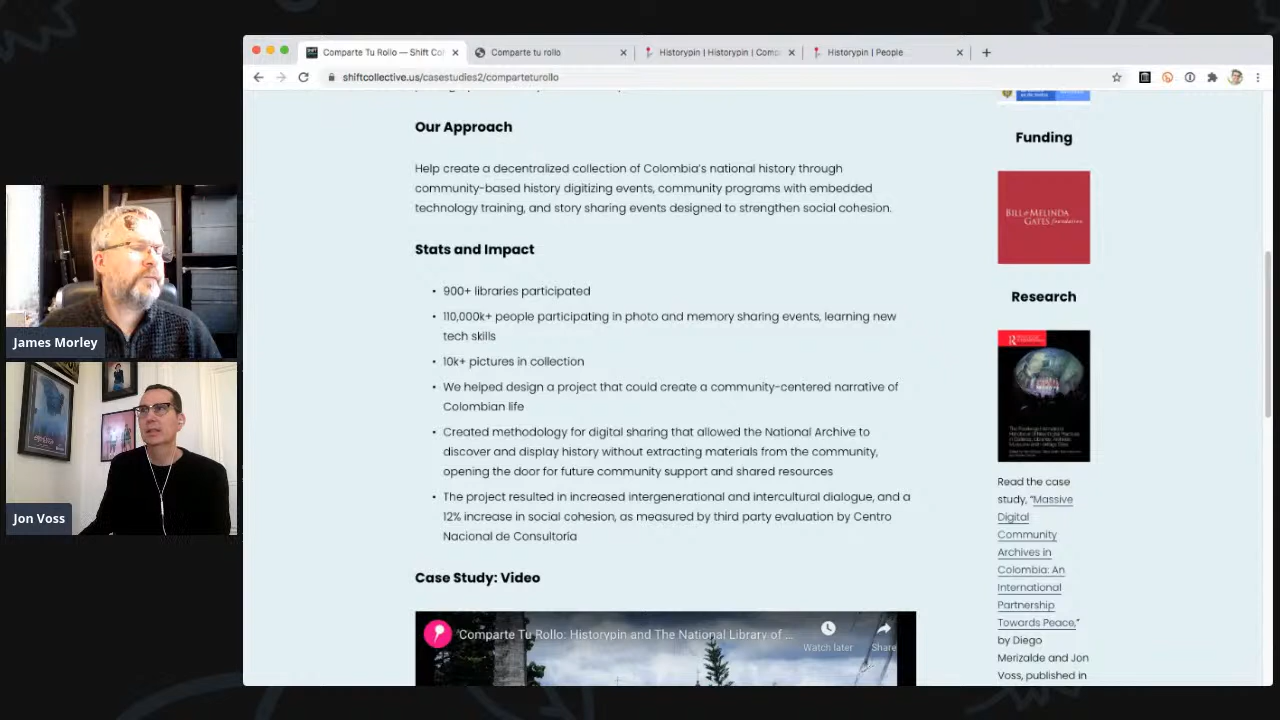 Comparte Tu Rollo — Shift Co
Comparte tu rollo
Historypin | Historypin | Comp
Historypin | People
shiftcollective.us/casestudies2/comparteturollo
Our Approach
Help create a decentralized collection of Colombia's national history through
community-based history digitizing events, community programs with embedded
technology training, and story sharing events designed to strengthen social cohesion.
Stats and Impact
• 900+ libraries participated
• 110,000k+ people participating in photo and memory sharing events, learning new
tech skills
• 10k+ pictures in collection
• We helped design a project that could create a community-centered narrative of
Colombian life
• Created methodology for digital sharing that allowed the National Archive to
discover and display history without extracting materials from the community,
opening the door for future community support and shared resources
• The project resulted in increased intergenerational and intercultural dialogue, and a
12% increase in social cohesion, as measured by third party evaluation by Centro
Nacional de Consultoría
Case Study: Video
'Comparte Tu Rollo: Historypin and The National Library of ...
Watch later
Share
Funding
BILL & MELINDA
GATES foundation
Research
Read the case
study, "Massive
Digital
Community
Archives in
Colombia: An
International
Partnership
Towards Peace,"
by Diego
Merizalde and Jon
Voss, published in
James Morley
Jon Voss